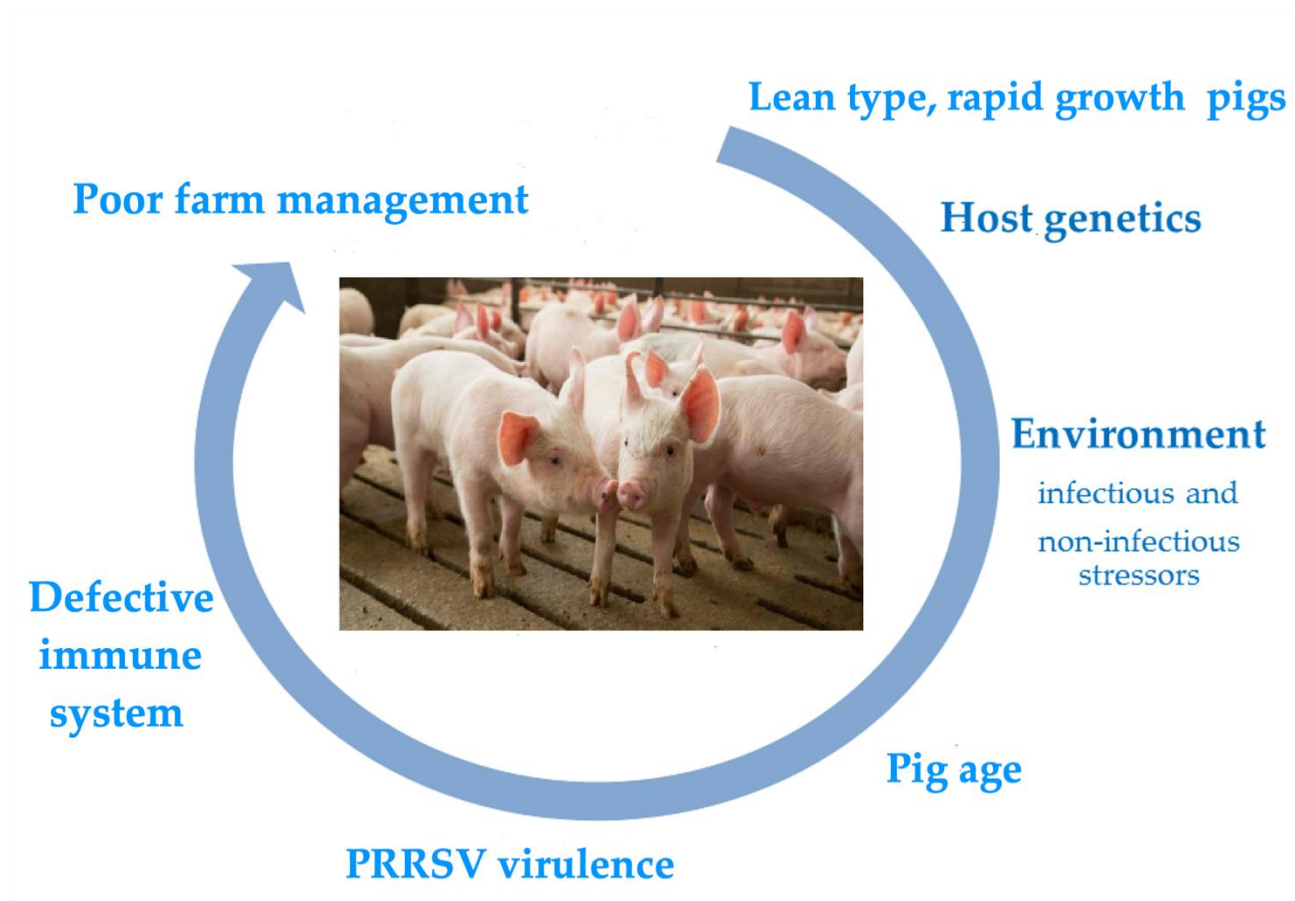 Lean type, rapid growth pigs
Host genetics
Environment
infectious and
non-infectious
stressors
Pig age
PRRSV virulence
Defective
immune
system
Poor farm management